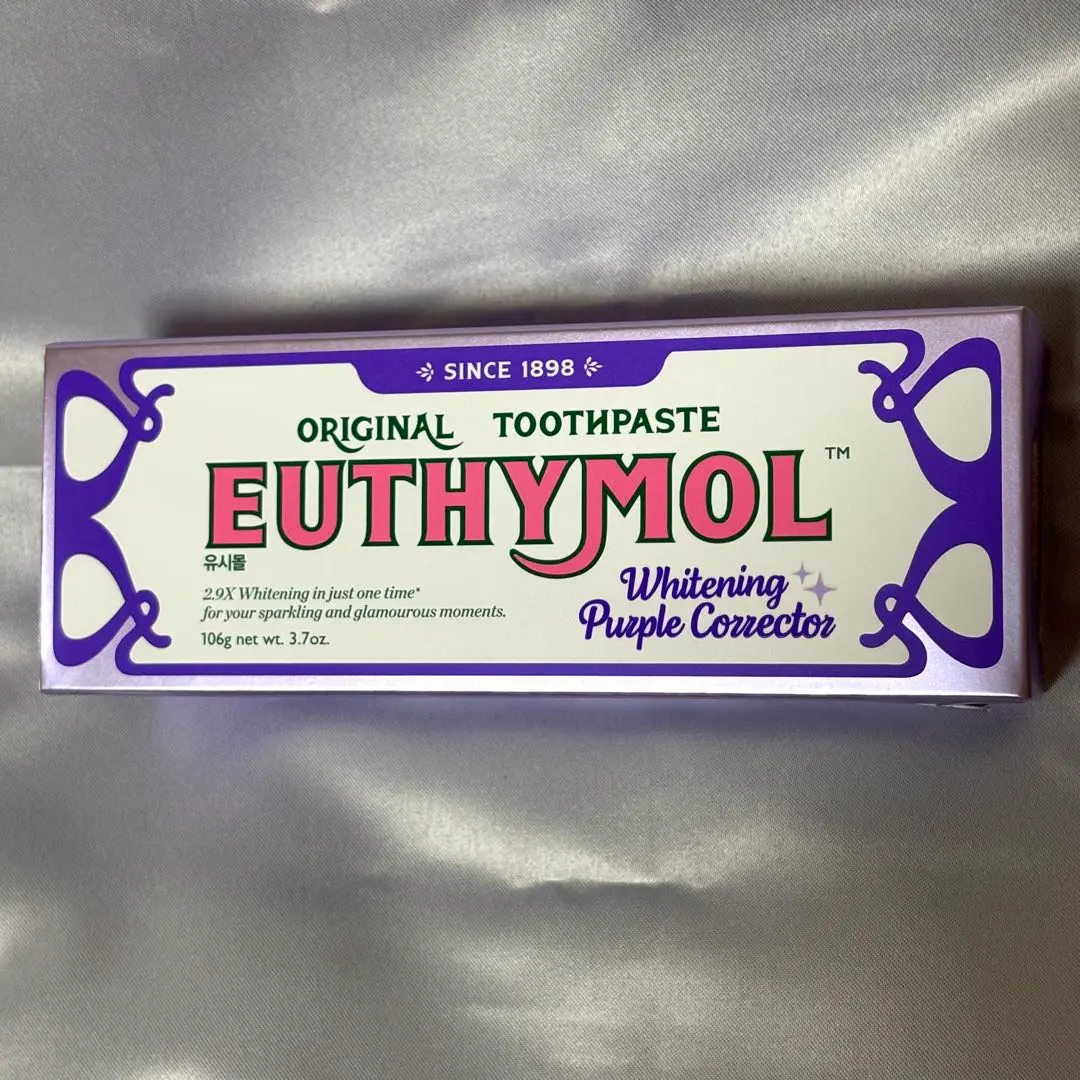 SINCE 1898
ORIGINAL TOOTHPASTE
EUTHYMOL™
유시몰
Whitening
Purple Corrector
2.9X Whitening in just one time*
for your sparkling and glamourous moments.
106g net wt. 3.7oz.